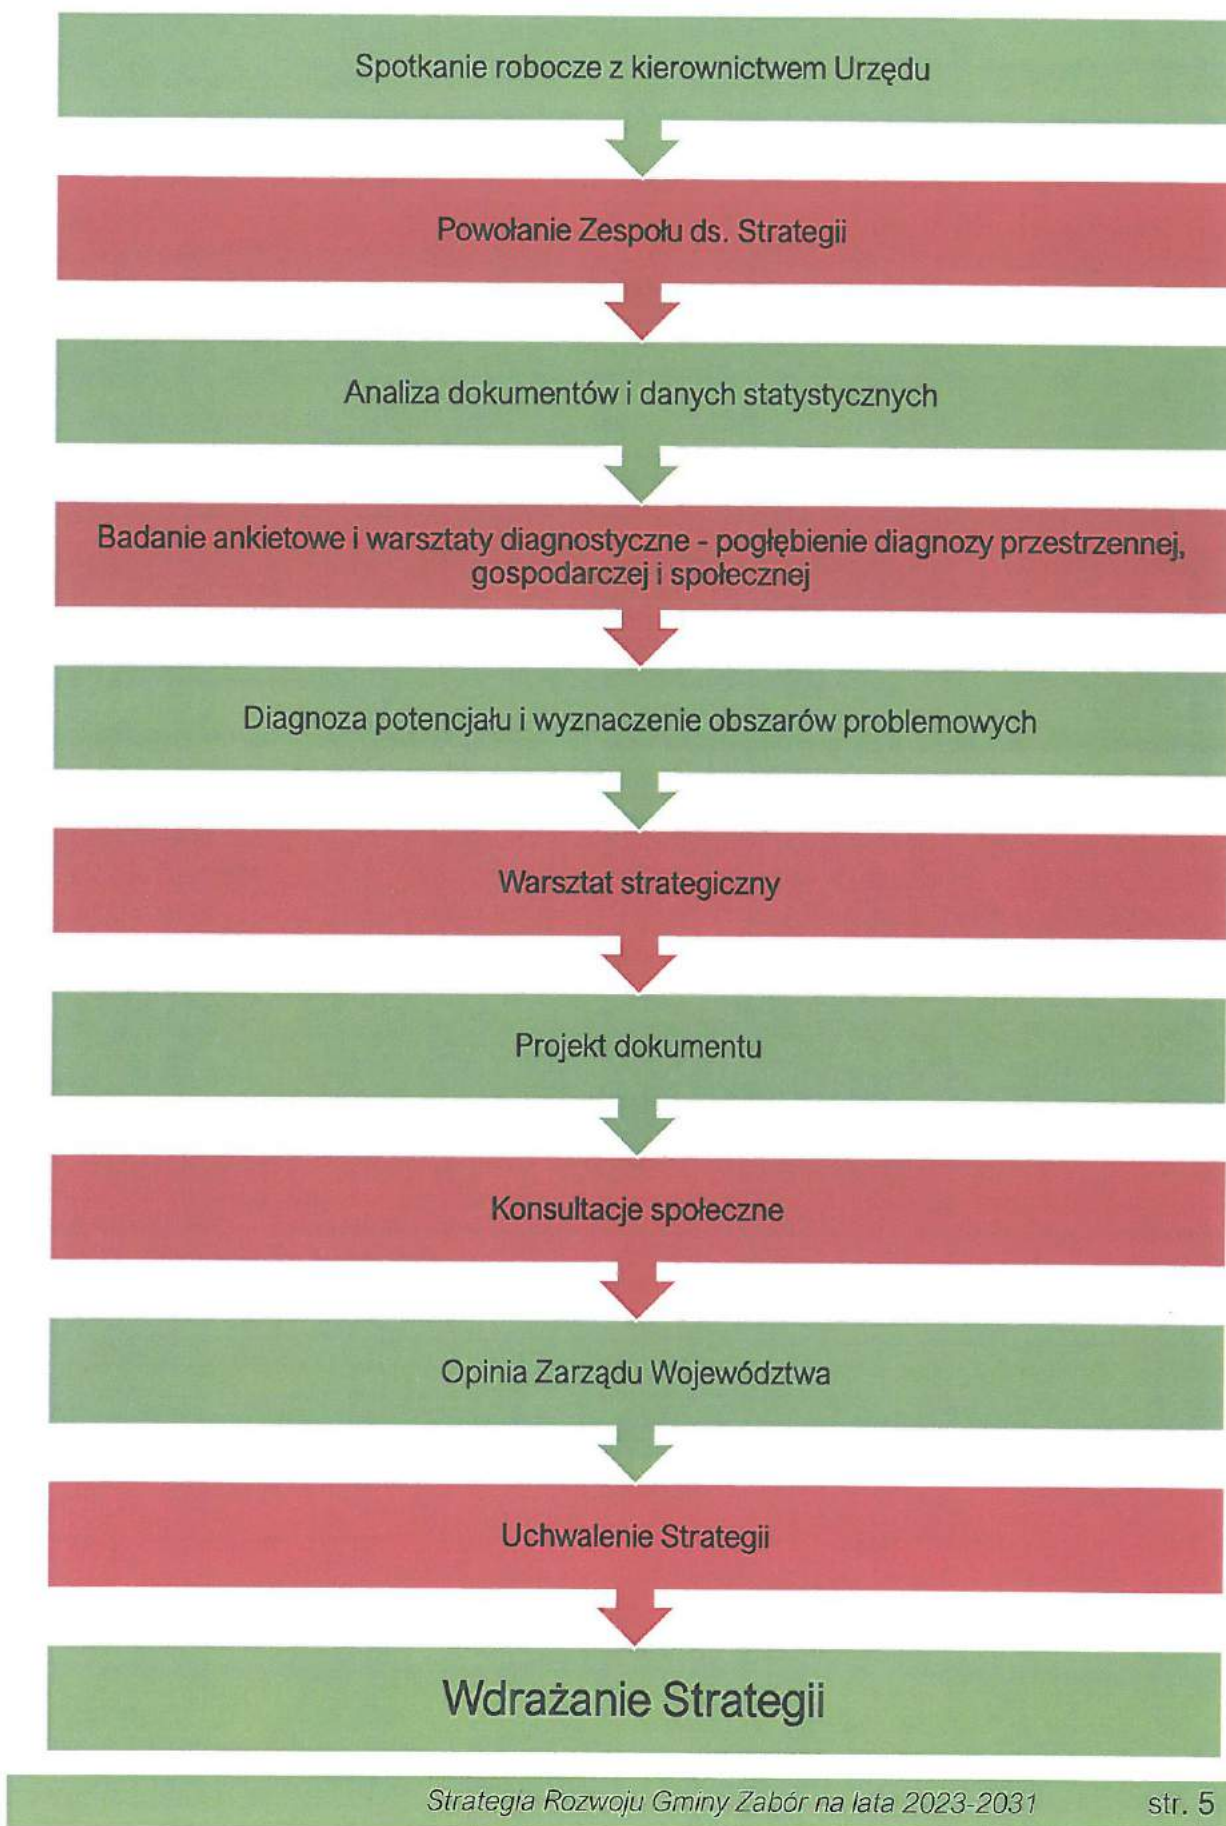 Spotkanie robocze z kierownictwem Urzędu
Powołanie Zespołu ds. Strategii
Analiza dokumentów i danych statystycznych
Badanie ankietowe i warsztaty diagnostyczne - pogłębienie diagnozy przestrzennej,
gospodarczej i społecznej
Diagnoza potencjału i wyznaczenie obszarów problemowych
Warsztat strategiczny
Projekt dokumentu
Konsultacje społeczne
Opinia Zarządu Województwa
Uchwalenie Strategii
Wdrażanie Strategii
Strategia Rozwoju Gminy Zabór na lata 2023-2031 str. 5